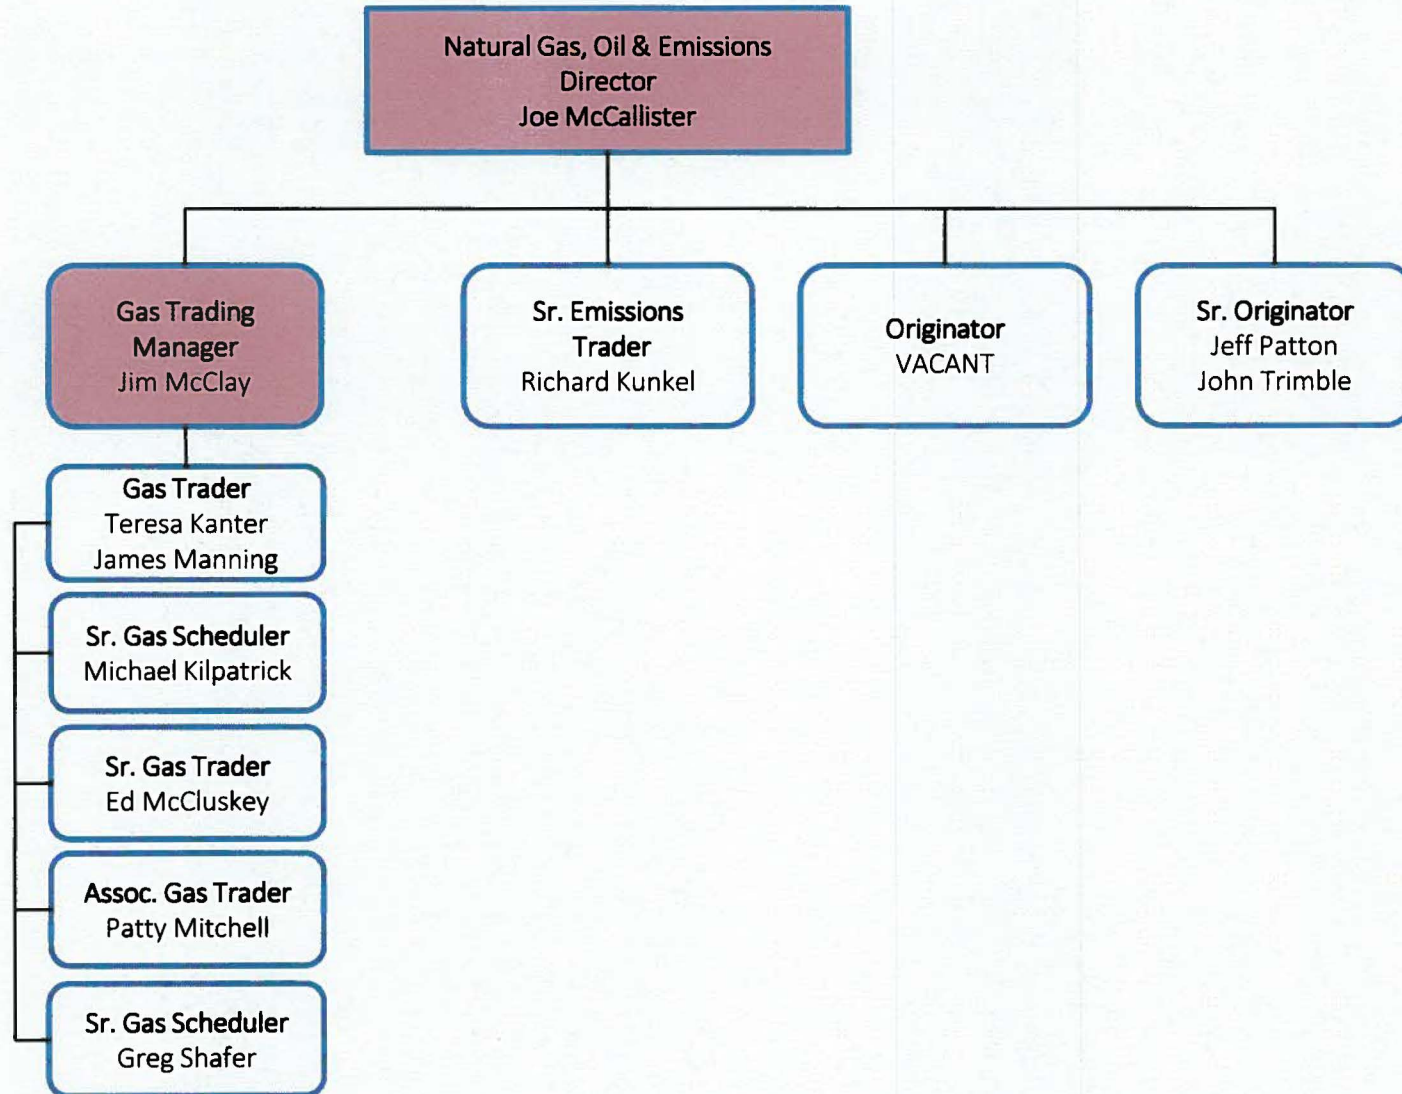 Natural Gas, Oil & Emissions
Director
Joe McCallister
Gas Trading
Manager
Jim McClay
Sr. Emissions
Trader
Richard Kunkel
Originator
VACANT
Sr. Originator
Jeff Patton
John Trimble
Gas Trader
Teresa Kanter
James Manning
Sr. Gas Scheduler
Michael Kilpatrick
Sr. Gas Trader
Ed McCluskey
Assoc. Gas Trader
Patty Mitchell
Sr. Gas Scheduler
Greg Shafer